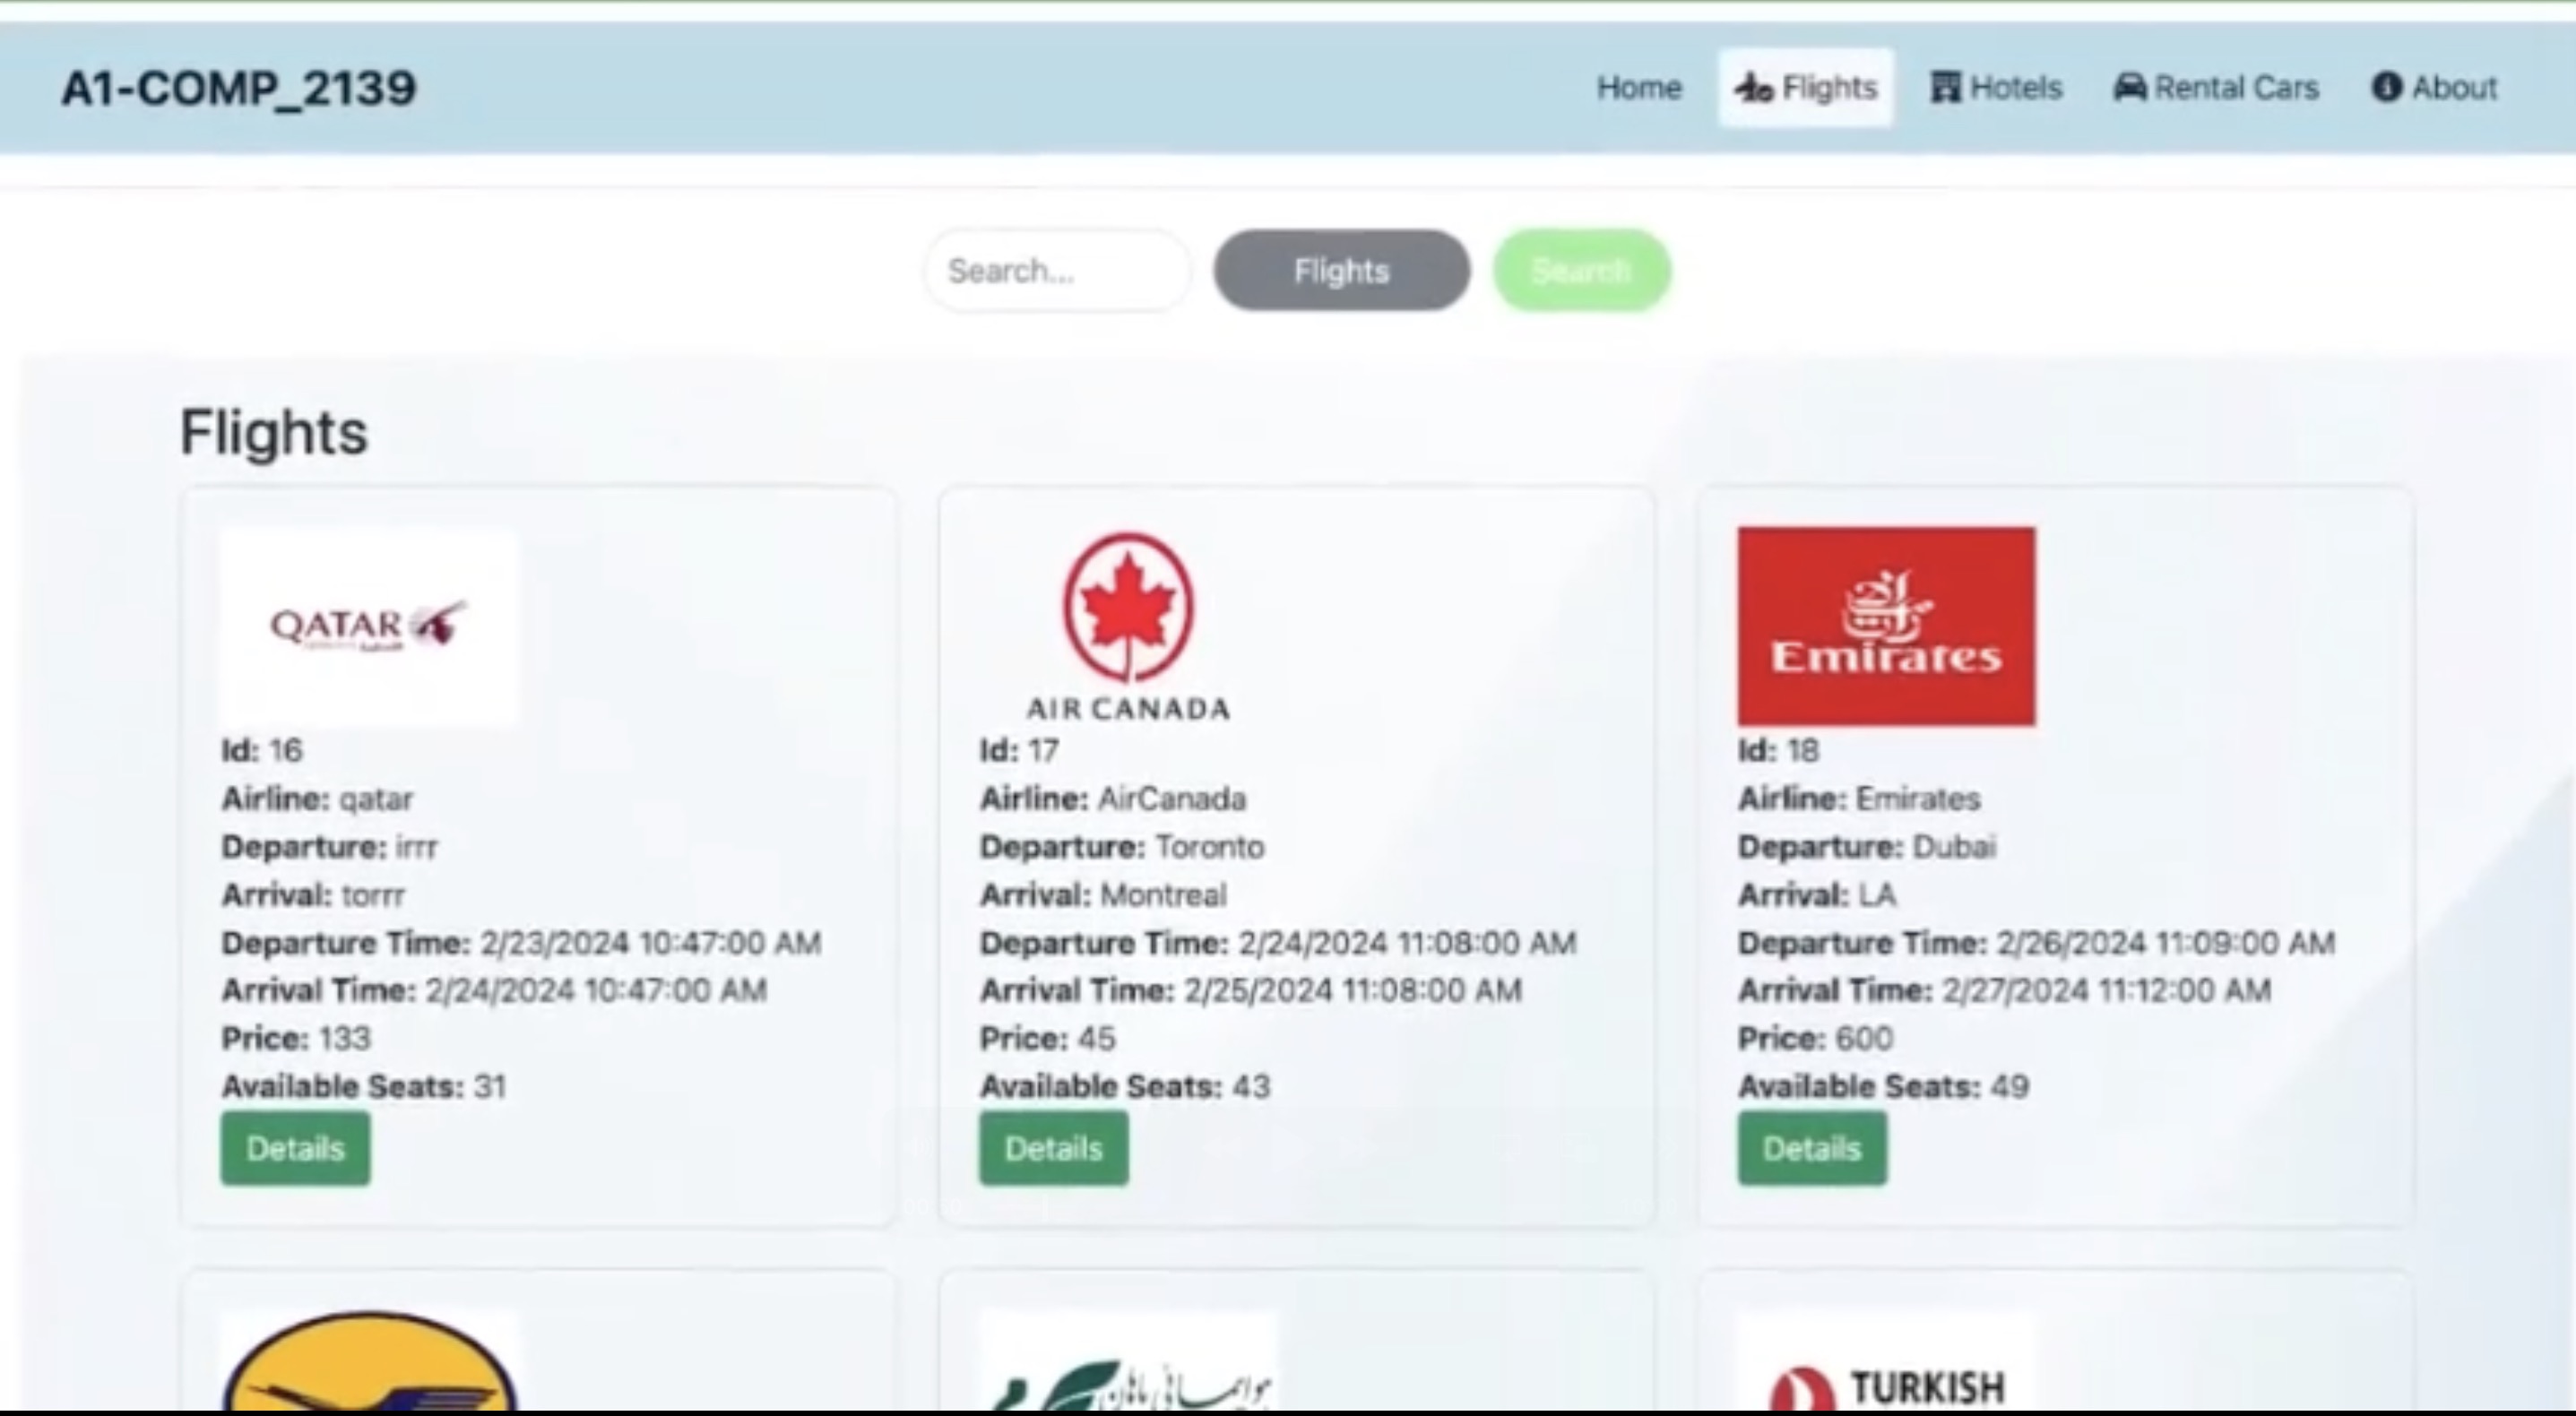 A1-COMP_2139
Home
Flights
Hotels
Rental Cars
About
Search...
Flights
Search
Flights
QATAR
Id: 16
Airline: qatar
Departure: irrr
Arrival: torrr
Departure Time: 2/23/2024 10:47:00 AM
Arrival Time: 2/24/2024 10:47:00 AM
Price: 133
Available Seats: 31
Details
AIR CANADA
Id: 17
Airline: AirCanada
Departure: Toronto
Arrival: Montreal
Departure Time: 2/24/2024 11:08:00 AM
Arrival Time: 2/25/2024 11:08:00 AM
Price: 45
Available Seats: 43
Details
Emirates
Id: 18
Airline: Emirates
Departure: Dubai
Arrival: LA
Departure Time: 2/26/2024 11:09:00 AM
Arrival Time: 2/27/2024 11:12:00 AM
Price: 600
Available Seats: 49
Details
TURKISH